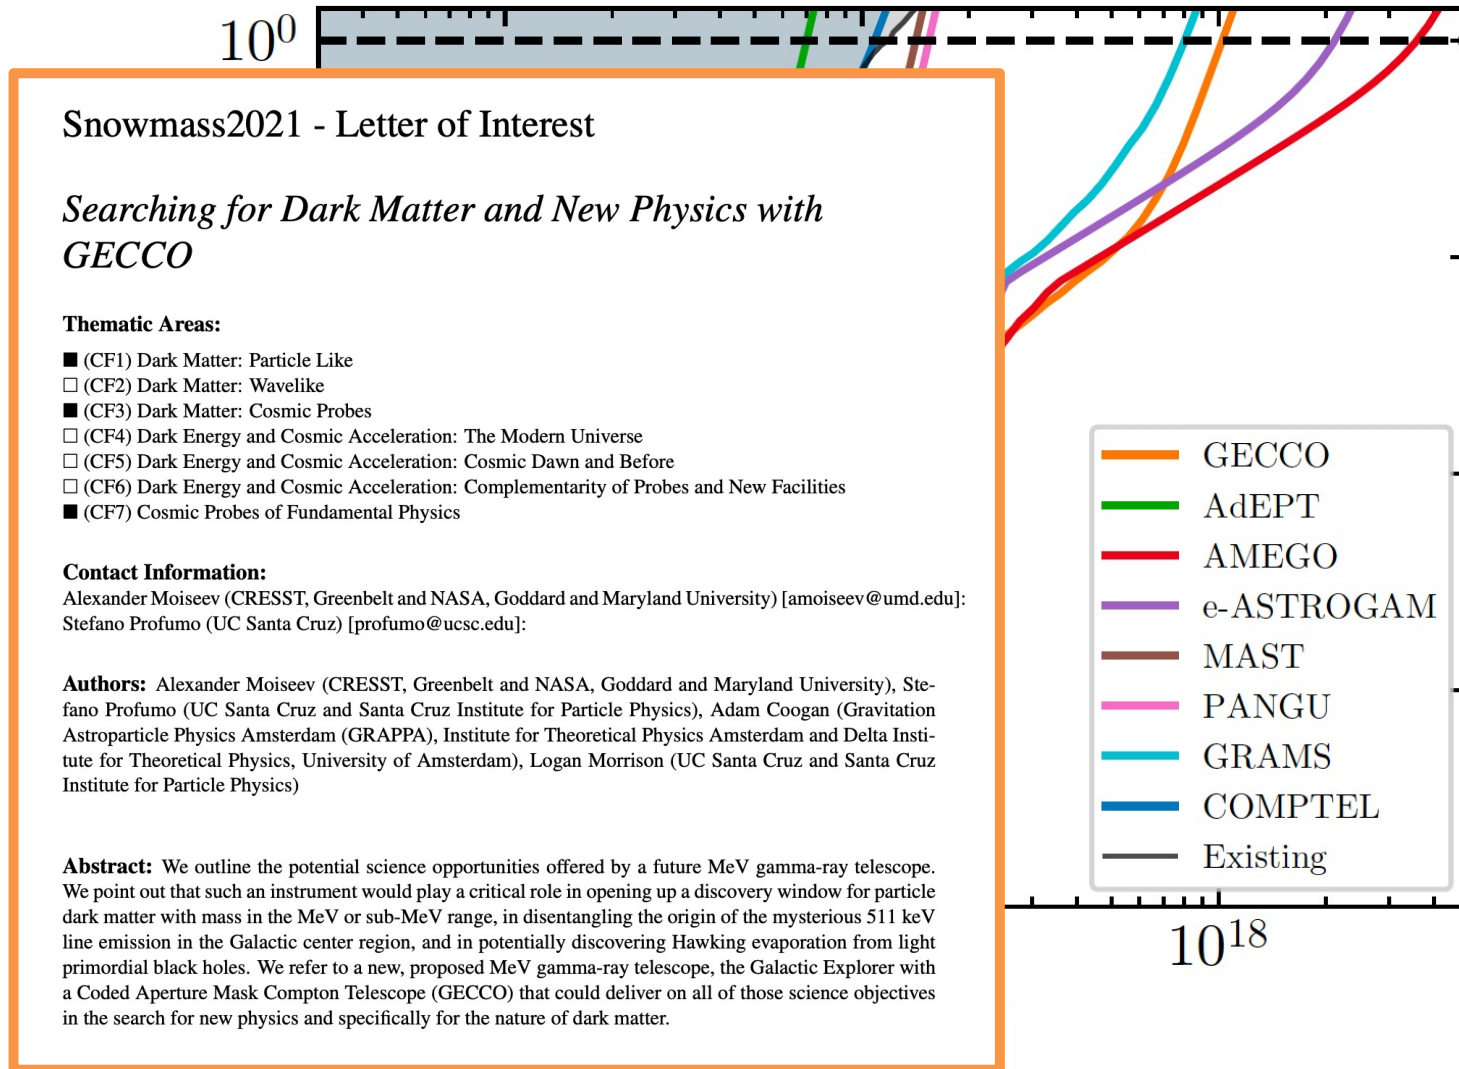 10^0
Snowmass2021 - Letter of Interest
Searching for Dark Matter and New Physics with
GECCO
Thematic Areas:
■ (CF1) Dark Matter: Particle Like
□ (CF2) Dark Matter: Wavelike
■ (CF3) Dark Matter: Cosmic Probes
□ (CF4) Dark Energy and Cosmic Acceleration: The Modern Universe
□ (CF5) Dark Energy and Cosmic Acceleration: Cosmic Dawn and Before
□ (CF6) Dark Energy and Cosmic Acceleration: Complementarity of Probes and New Facilities
■ (CF7) Cosmic Probes of Fundamental Physics
Contact Information:
Alexander Moiseev (CRESST, Greenbelt and NASA, Goddard and Maryland University) [amoiseev@umd.edu]:
Stefano Profumo (UC Santa Cruz) [profumo@ucsc.edu]:
Authors: Alexander Moiseev (CRESST, Greenbelt and NASA, Goddard and Maryland University), Ste-
fano Profumo (UC Santa Cruz and Santa Cruz Institute for Particle Physics), Adam Coogan (Gravitation
Astroparticle Physics Amsterdam (GRAPPA), Institute for Theoretical Physics Amsterdam and Delta Insti-
tute for Theoretical Physics, University of Amsterdam), Logan Morrison (UC Santa Cruz and Santa Cruz
Institute for Particle Physics)
Abstract: We outline the potential science opportunities offered by a future MeV gamma-ray telescope.
We point out that such an instrument would play a critical role in opening up a discovery window for particle
dark matter with mass in the MeV or sub-MeV range, in disentangling the origin of the mysterious 511 keV
line emission in the Galactic center region, and in potentially discovering Hawking evaporation from light
primordial black holes. We refer to a new, proposed MeV gamma-ray telescope, the Galactic Explorer with
a Coded Aperture Mask Compton Telescope (GECCO) that could deliver on all of those science objectives
in the search for new physics and specifically for the nature of dark matter.
GECCO
AdEPT
AMEGO
e-ASTROGAM
MAST
PANGU
GRAMS
COMPTEL
Existing
10^18